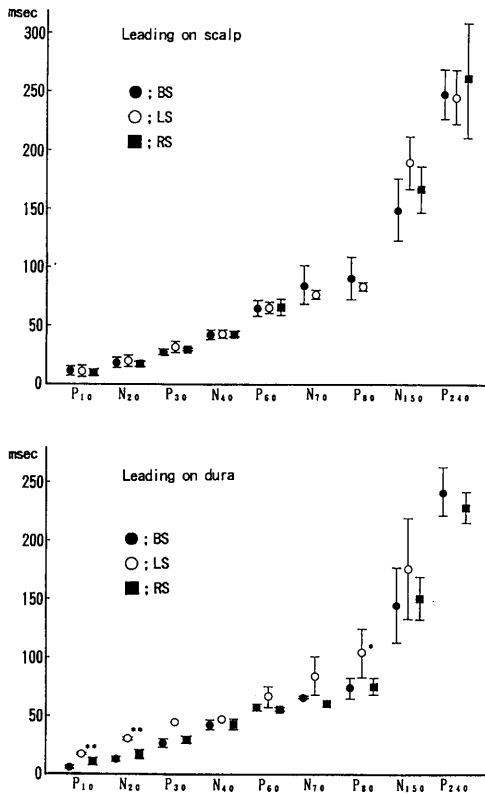 msec
300
Leading on scalp
250
● ; BS
○ ; LS
200
■ ; RS
150
100
50
0
P10 N20 P30 N40 P60 N70 P80 N150 P240
msec
250
Leading on dura
● ; BS
200
○ ; LS
■ ; RS
150
100
50
**
**
0
P10 N20 P30 N40 P60 N70 P80 N150 P240